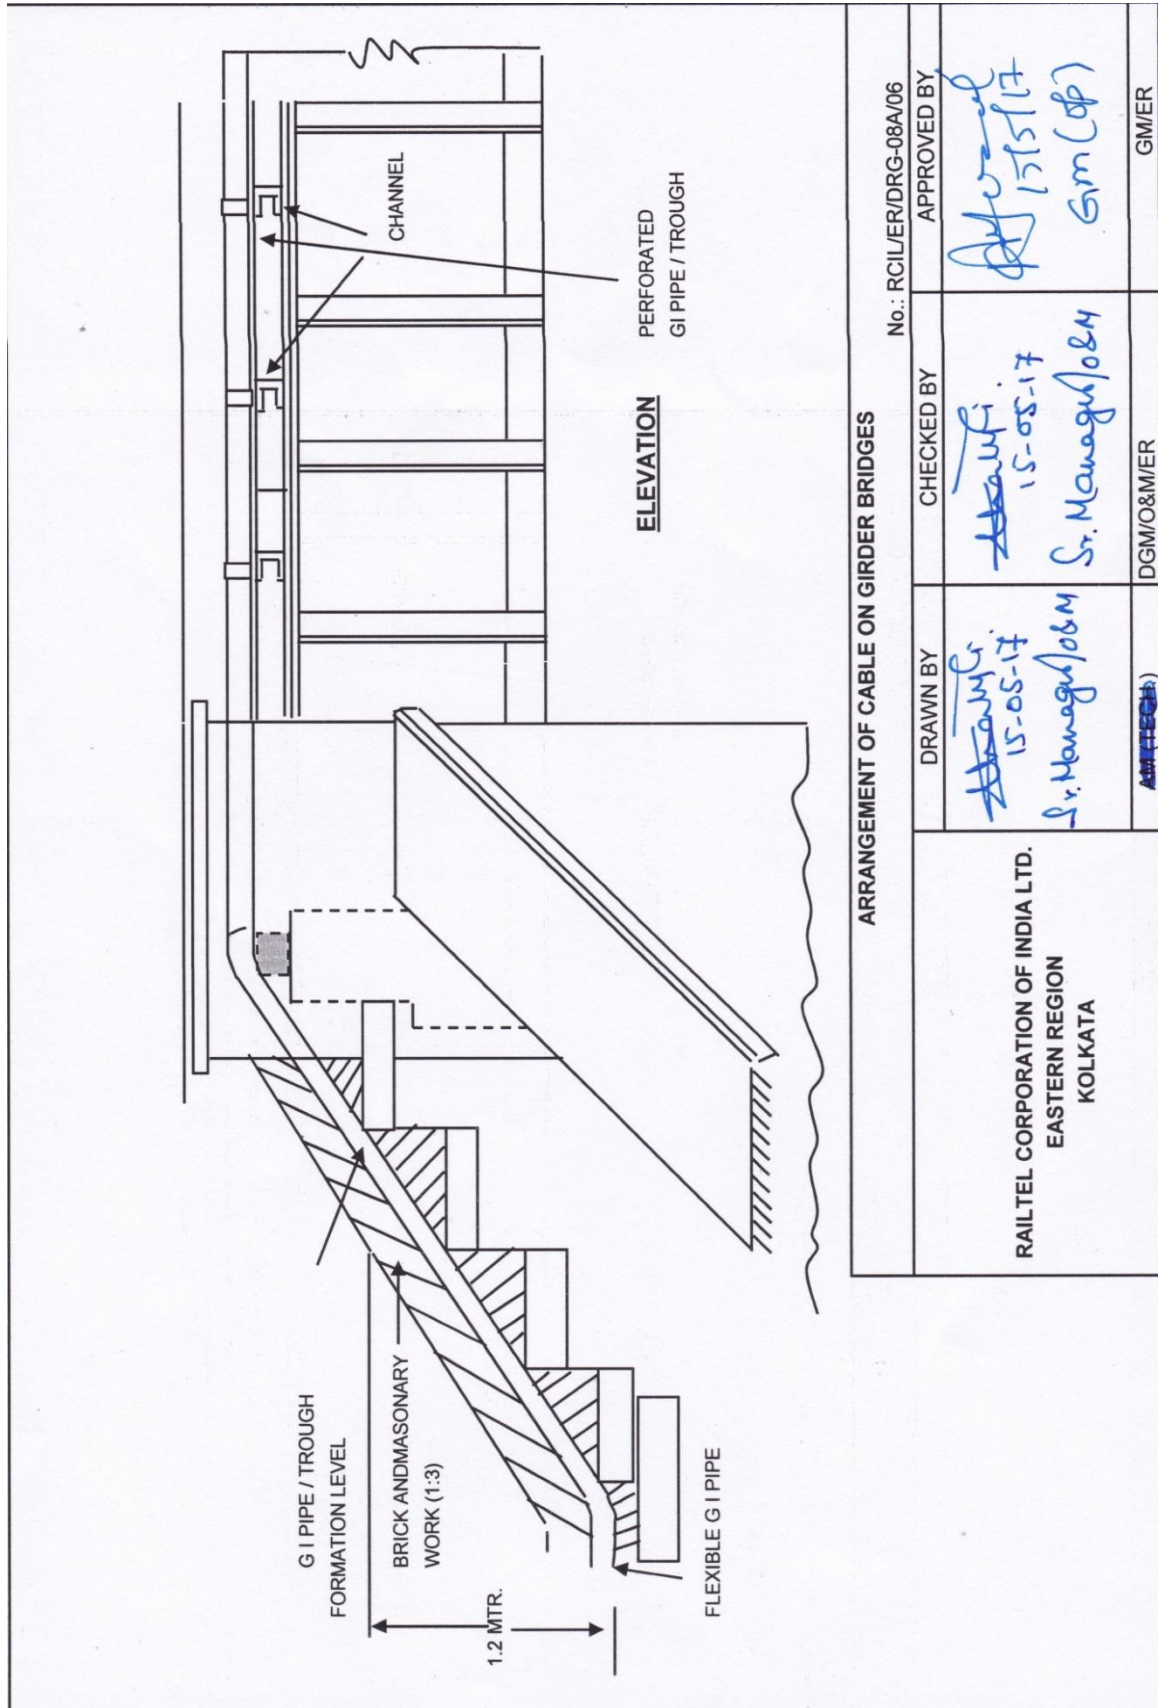 G I PIPE / TROUGH
FORMATION LEVEL
BRICK ANDMASONARY
WORK (1:3)
1.2 MTR.
FLEXIBLE G I PIPE
CHANNEL
PERFORATED
GI PIPE / TROUGH
ELEVATION
ARRANGEMENT OF CABLE ON GIRDER BRIDGES
No.: RCIL/ER/DRG-08A/06
RAILTEL CORPORATION OF INDIA LTD.
EASTERN REGION
KOLKATA
DRAWN BY
15-05-17
Sr. Manager/O&M
AM (TECH.)
CHECKED BY
15-05-17
Sr. Manager/O&M
DGM/O&M/ER
APPROVED BY
15/5/17
GM (OP)
GM/ER